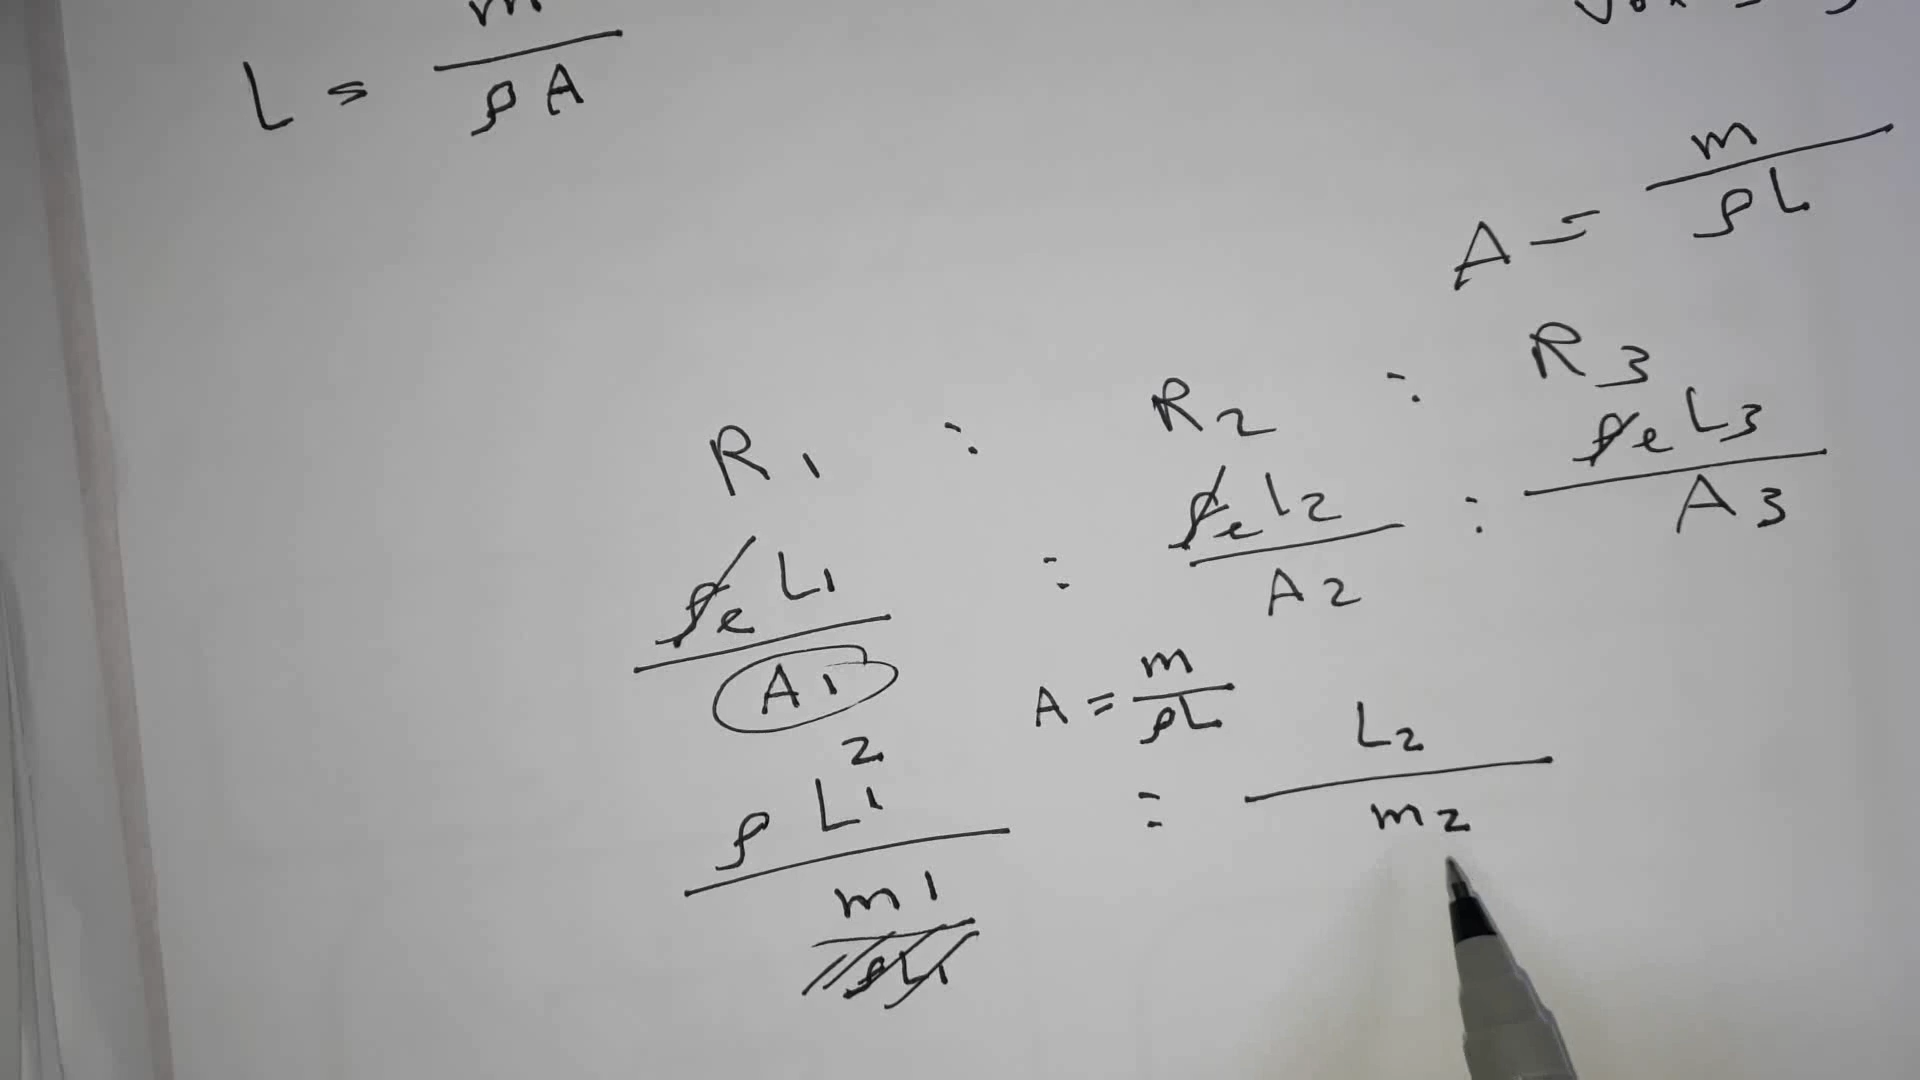 L = m / ρA
A = m / ρL
R1 : R2 : R3
ρe L1 / A1 : ρe L2 / A2 : ρe L3 / A3
A = m / ρL
ρ L1² / m1 : L2 / m2
ρL1